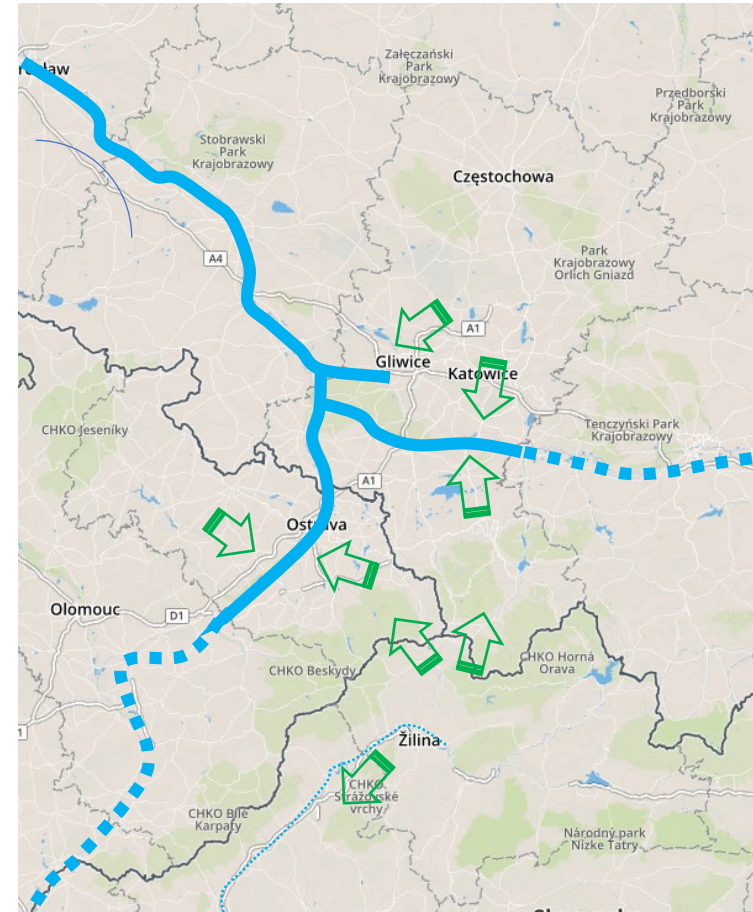 Załęczański
Park
Krajobrazowy
Przedborski
Park
Krajobrazowy
Stobrawski
Park
Krajobrazowy
Częstochowa
Park
Krajobrazowy
Orlich Gniazd
A4
A1
Gliwice
Katowice
CHKO Jeseníky
Tenczyński Park
Krajobrazowy
A1
Ostrava
Olomouc
D1
CHKO Beskydy
CHKO Horná
Orava
Žilina
CHKO
Strážovské
vrchy
CHKO Bílé
Karpaty
Národný park
Nízke Tatry